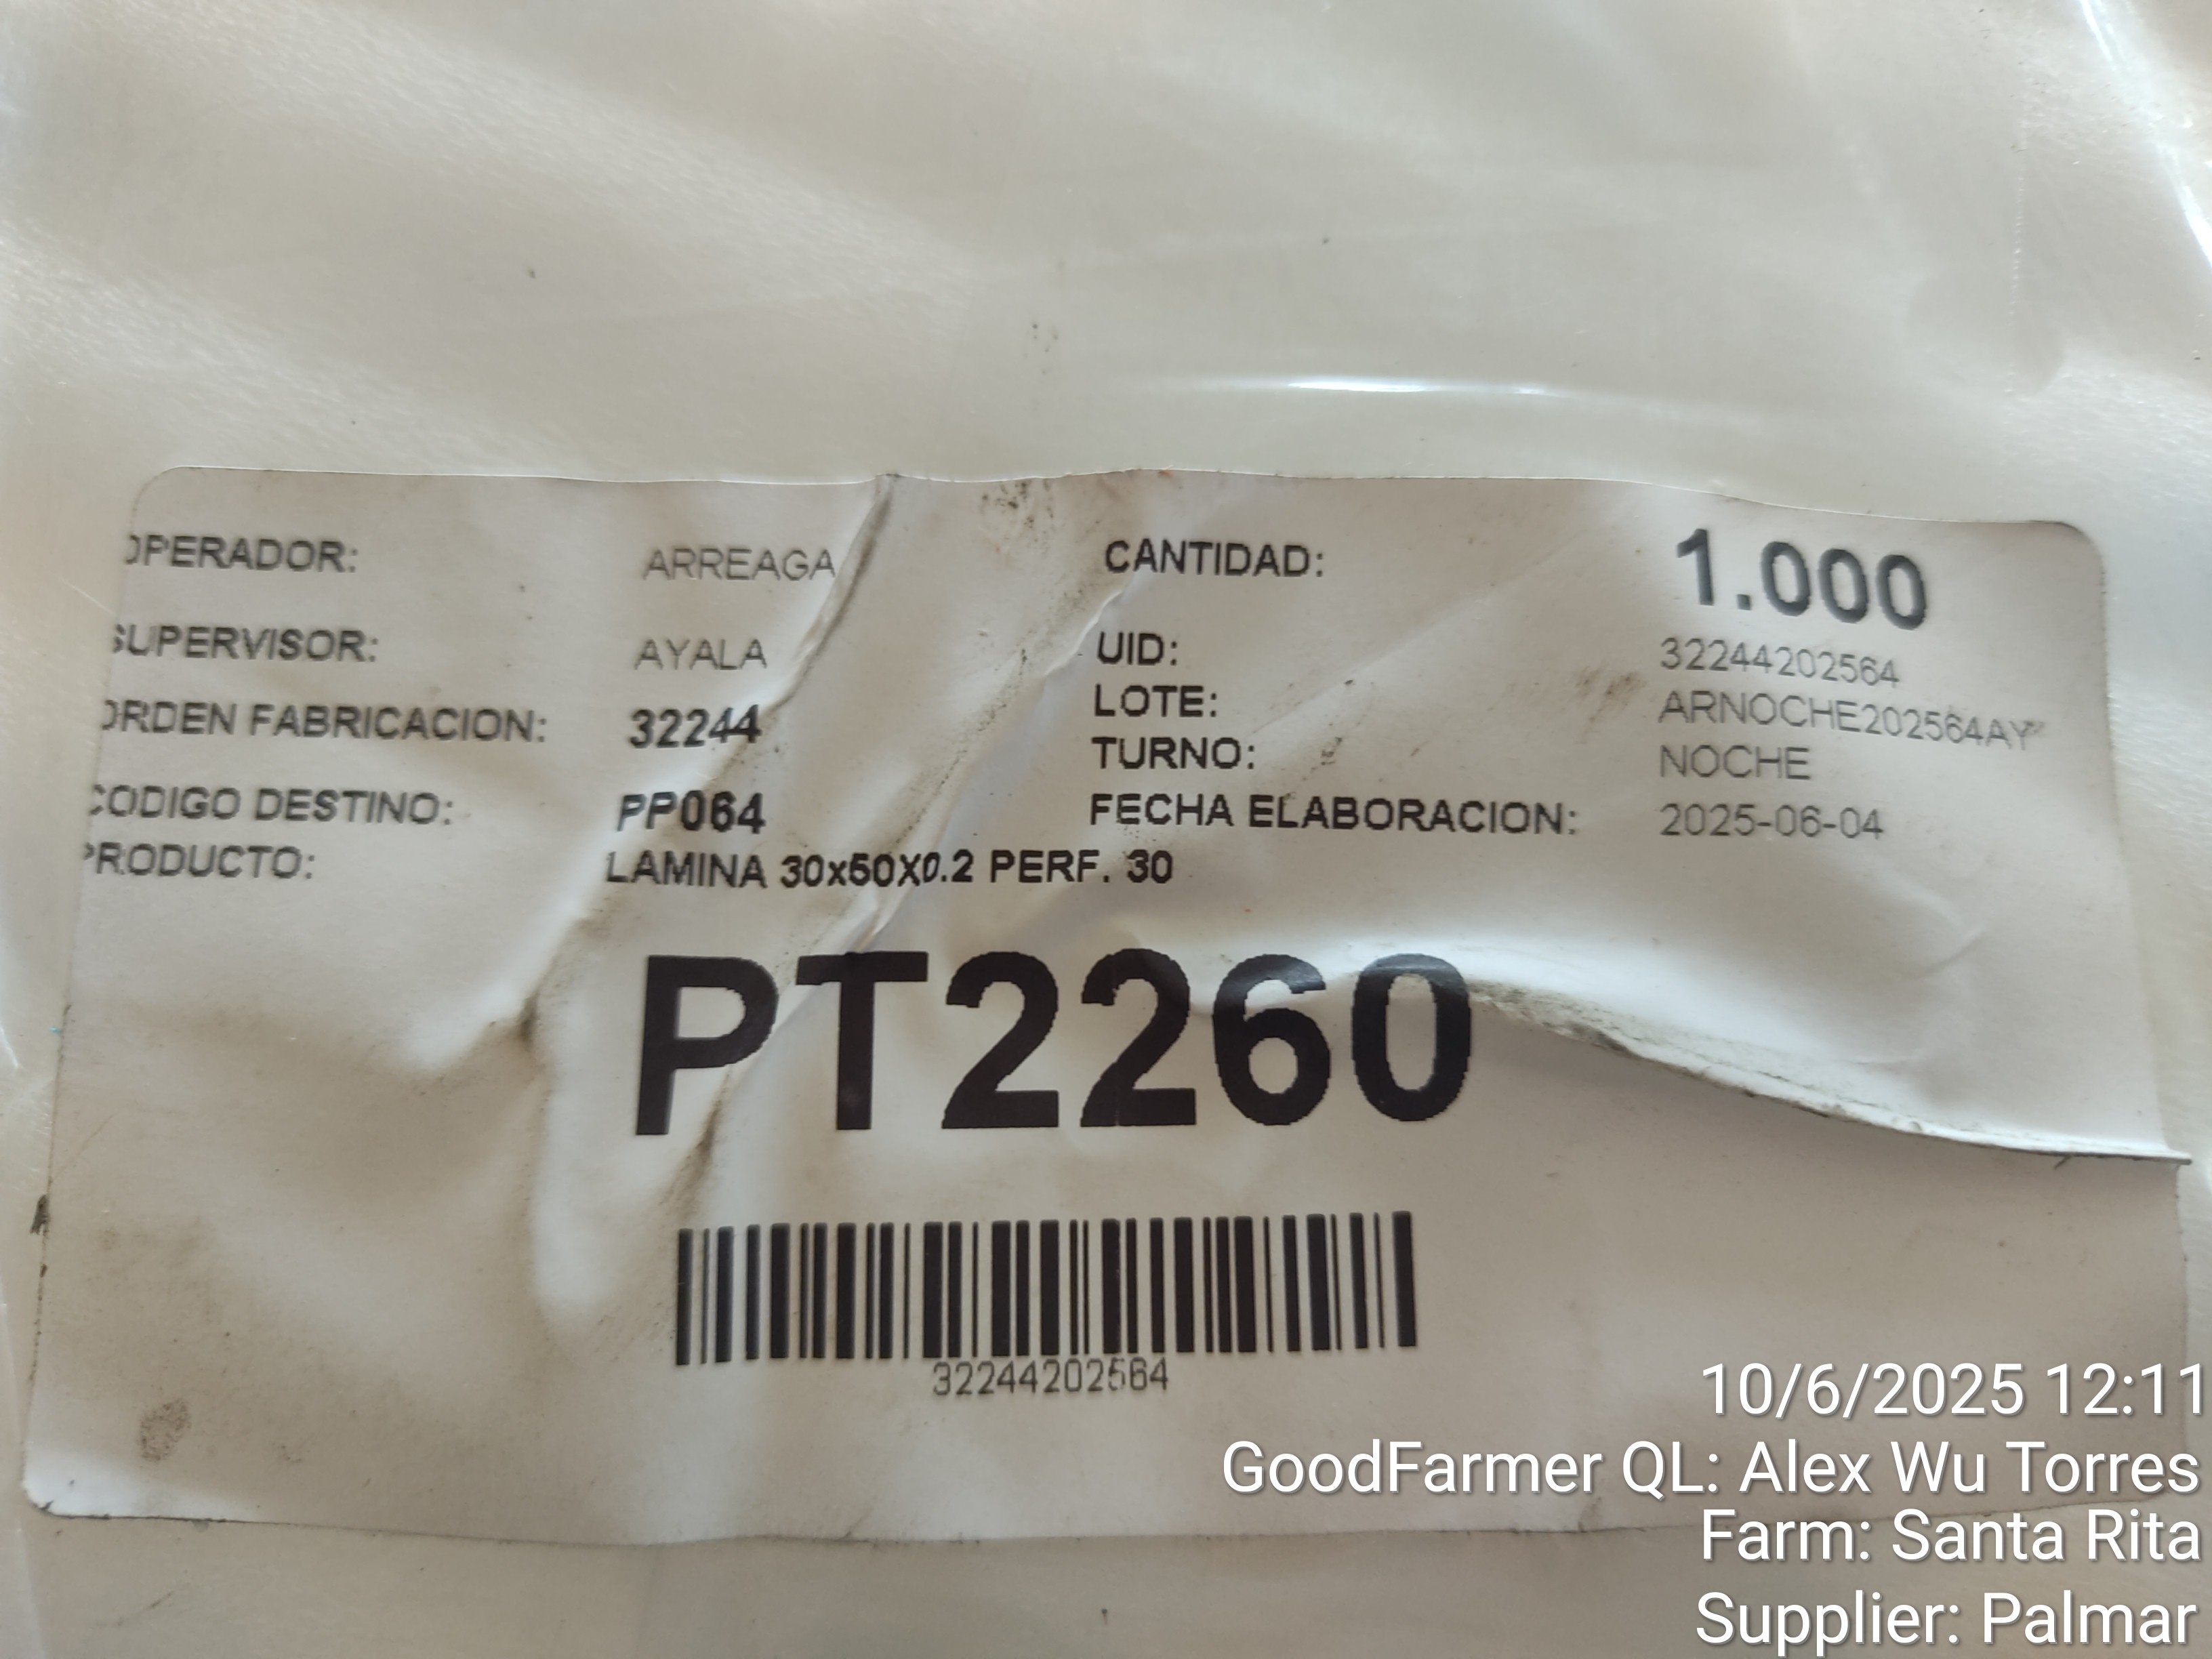 OPERADOR: ARREAGA CANTIDAD: 1.000
SUPERVISOR: AYALA UID: 32244202564
ORDEN FABRICACION: 32244 LOTE: ARNOCHE202564AY
TURNO: NOCHE
CODIGO DESTINO: PP064 FECHA ELABORACION: 2025-06-04
PRODUCTO: LAMINA 30x50X0.2 PERF. 30
PT2260
32244202564
10/6/2025 12:11
GoodFarmer QL: Alex Wu Torres
Farm: Santa Rita
Supplier: Palmar